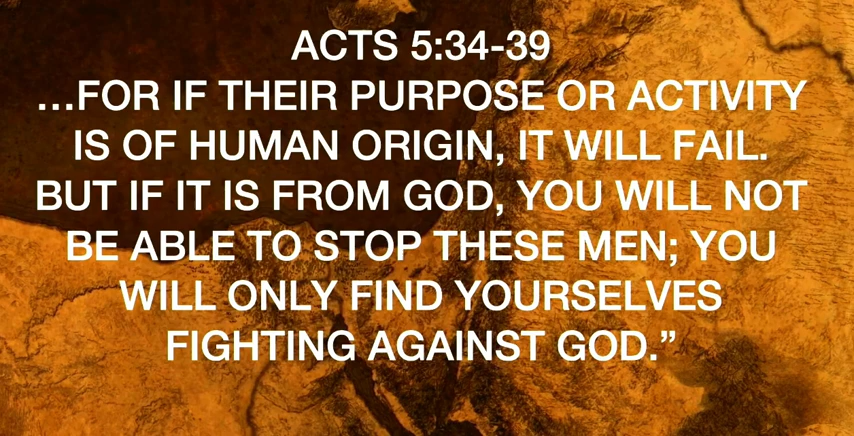 ACTS 5:34-39
...FOR IF THEIR PURPOSE OR ACTIVITY
IS OF HUMAN ORIGIN, IT WILL FAIL.
BUT IF IT IS FROM GOD, YOU WILL NOT
BE ABLE TO STOP THESE MEN; YOU
WILL ONLY FIND YOURSELVES
FIGHTING AGAINST GOD.”